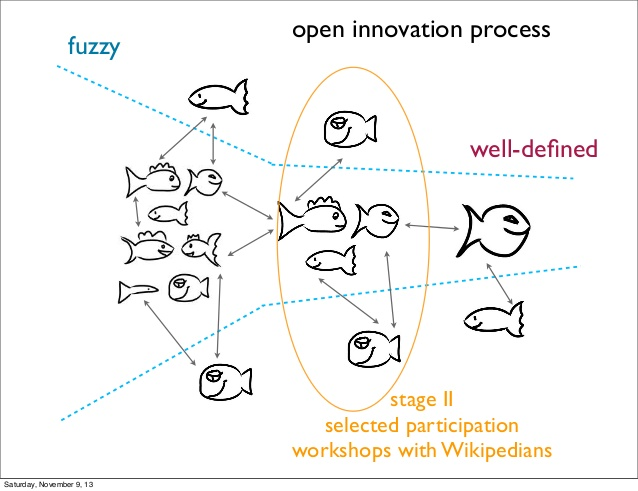 open innovation process
fuzzy
well-defined
stage II
selected participation
workshops with Wikipedians
Saturday, November 9, 13